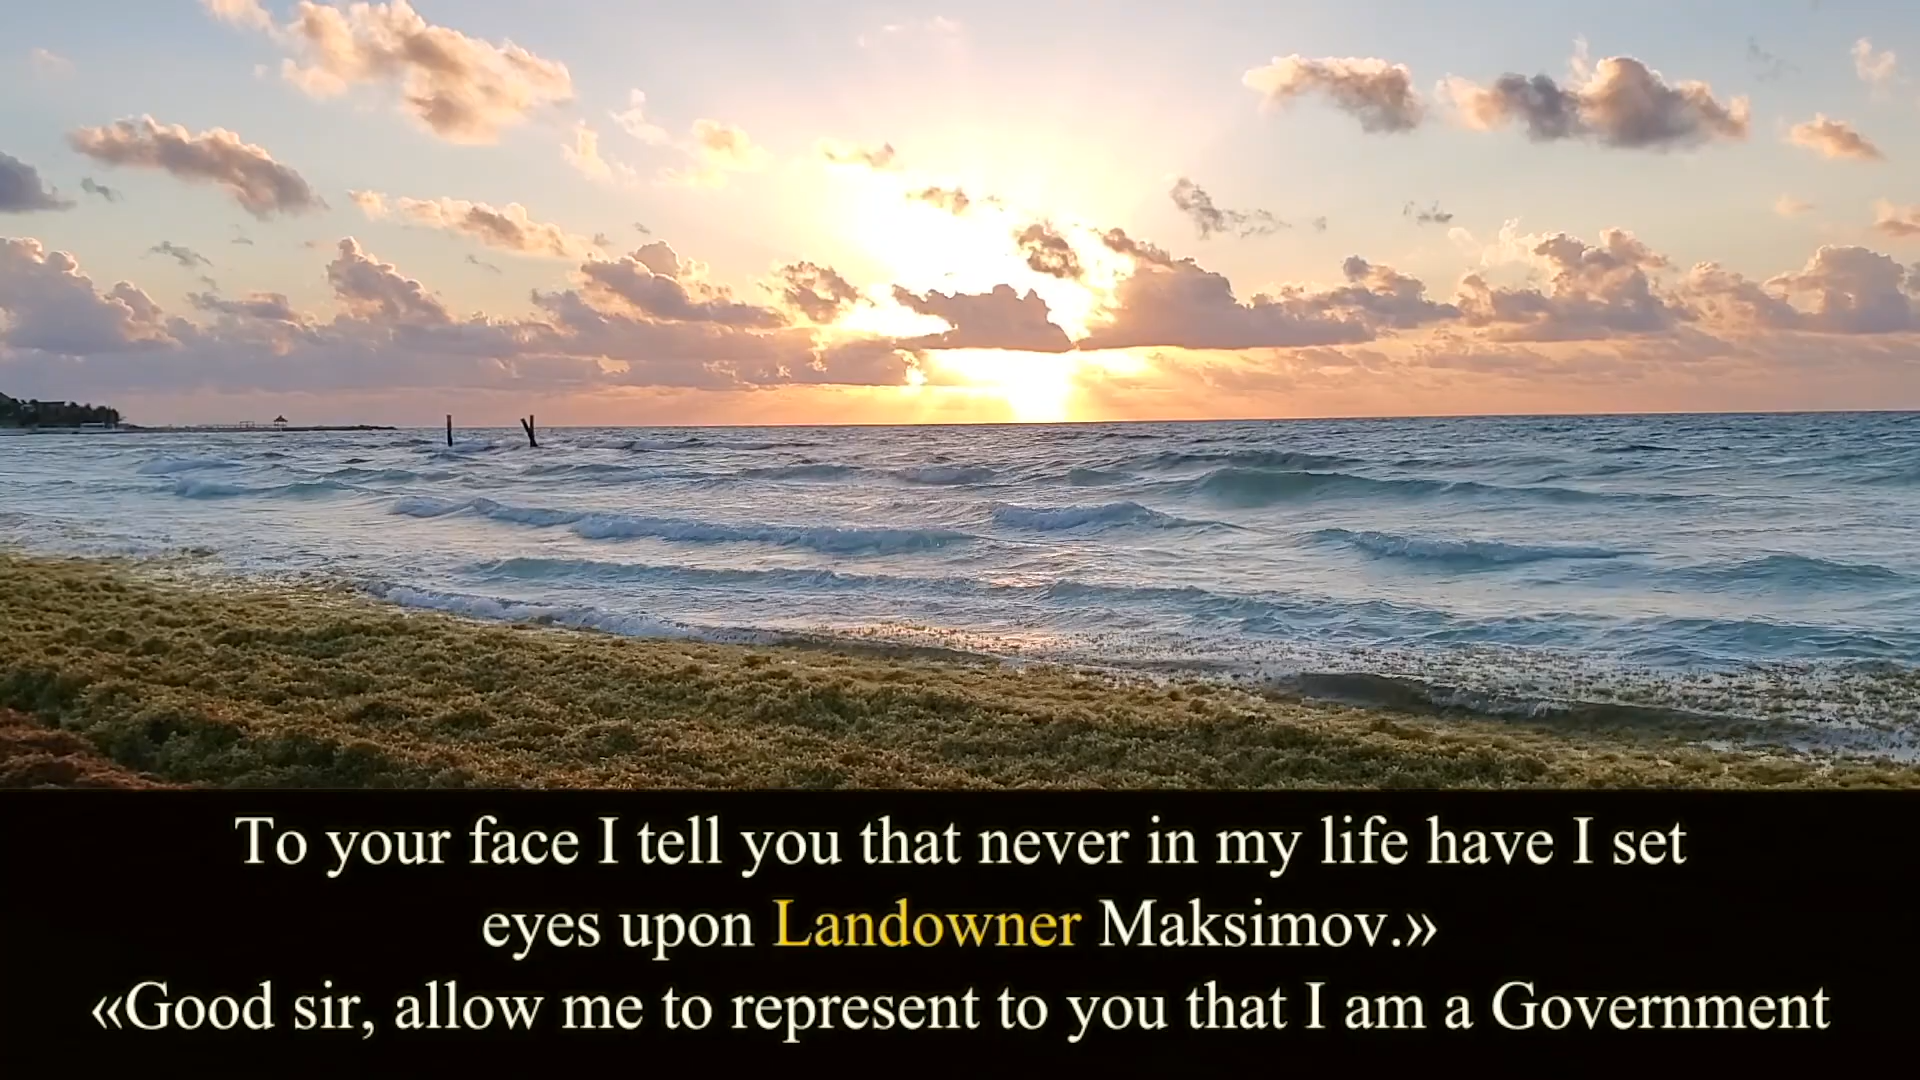 To your face I tell you that never in my life have I set
eyes upon Landowner Maksimov.»
«Good sir, allow me to represent to you that I am a Government